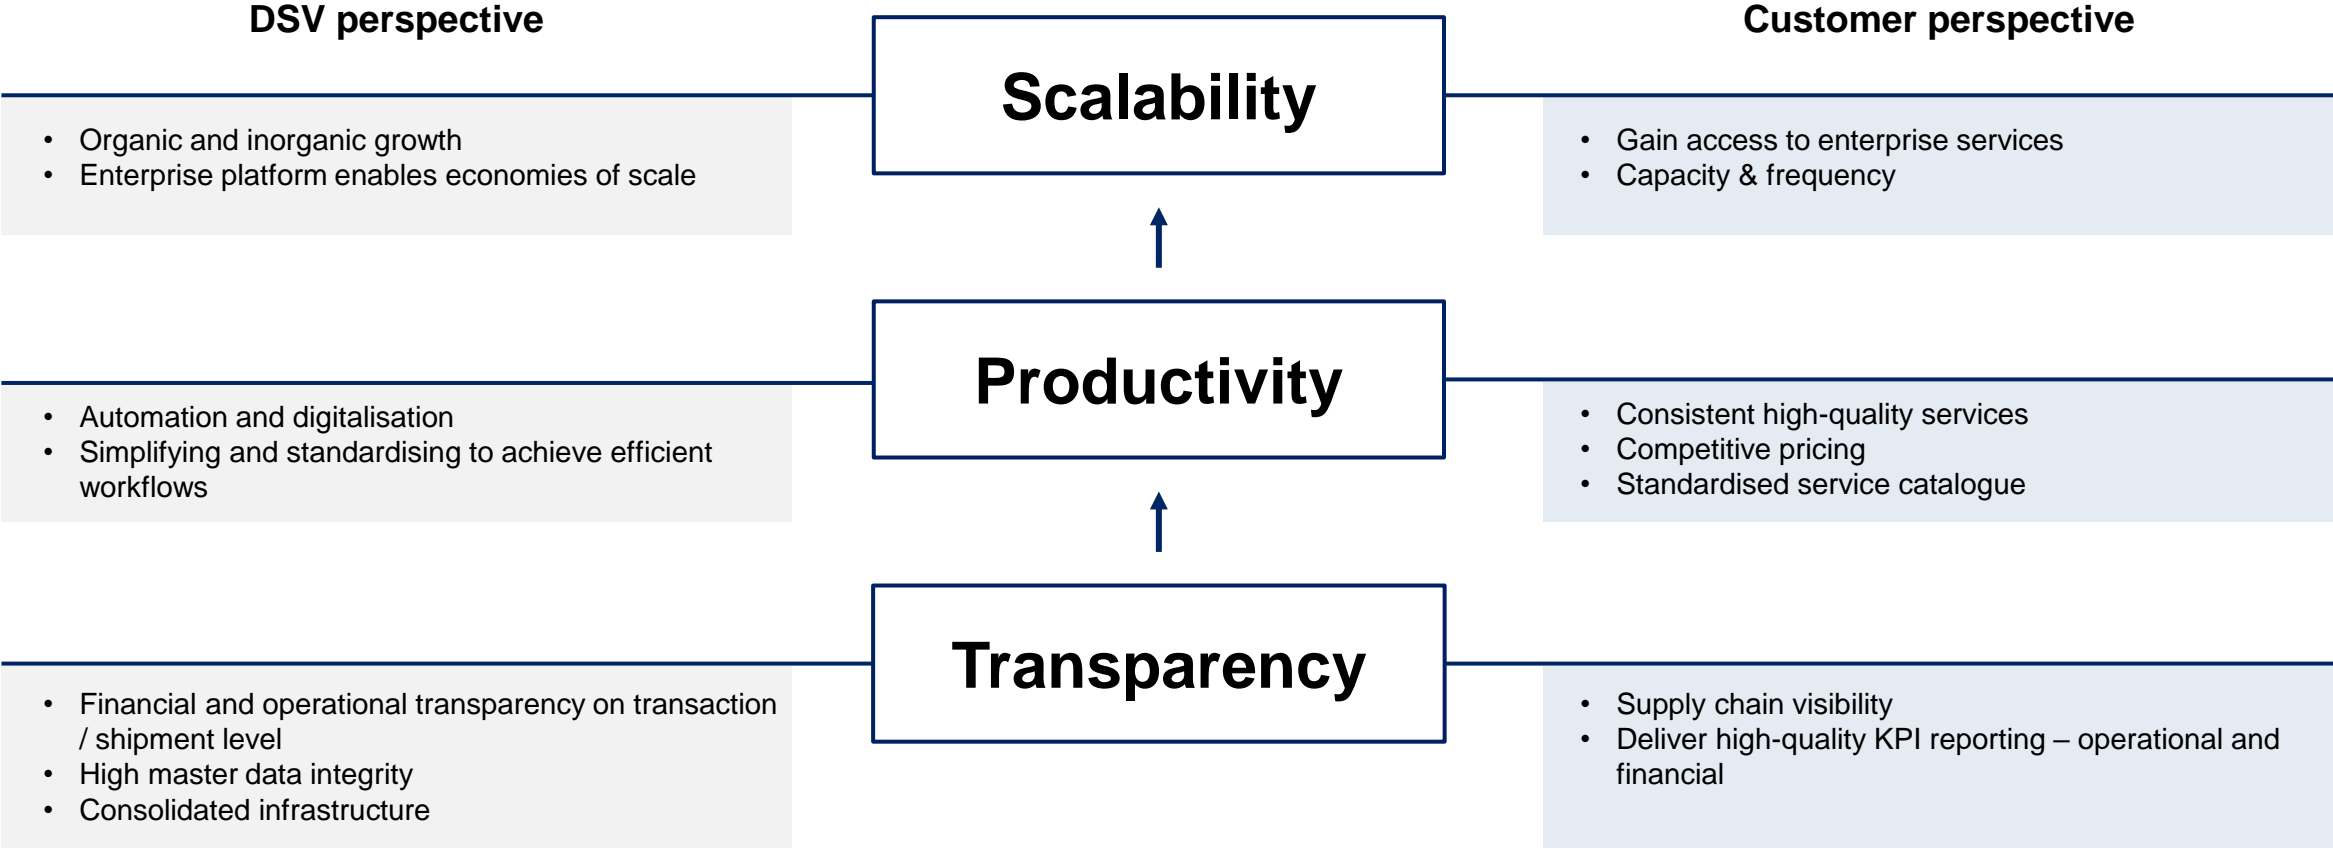 DSV perspective
Customer perspective
Scalability
• Organic and inorganic growth
• Enterprise platform enables economies of scale
• Gain access to enterprise services
• Capacity & frequency
Productivity
• Automation and digitalisation
• Simplifying and standardising to achieve efficient
workflows
• Consistent high-quality services
• Competitive pricing
• Standardised service catalogue
Transparency
• Financial and operational transparency on transaction
/ shipment level
• High master data integrity
• Consolidated infrastructure
• Supply chain visibility
• Deliver high-quality KPI reporting – operational and
financial